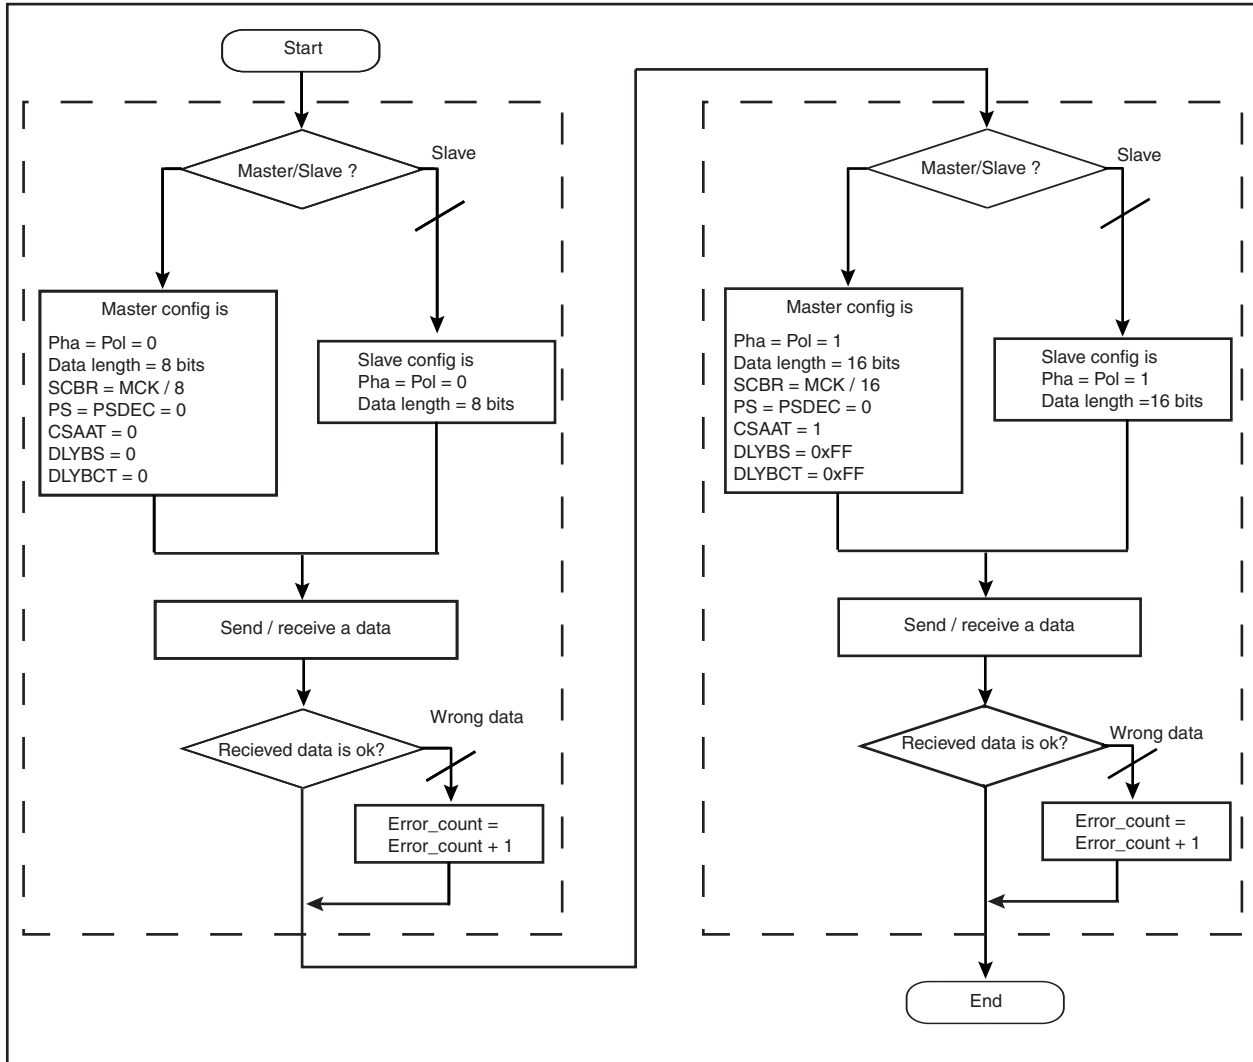 Start
Master/Slave ?
Slave
Master config is
Pha = Pol = 0
Data length = 8 bits
SCBR = MCK / 8
PS = PSDEC = 0
CSAAT = 0
DLYBS = 0
DLYBCT = 0
Slave config is
Pha = Pol = 0
Data length = 8 bits
Send / receive a data
Recieved data is ok?
Wrong data
Error_count =
Error_count + 1
Master/Slave ?
Slave
Master config is
Pha = Pol = 1
Data length = 16 bits
SCBR = MCK / 16
PS = PSDEC = 0
CSAAT = 1
DLYBS = 0xFF
DLYBCT = 0xFF
Slave config is
Pha = Pol = 1
Data length =16 bits
Send / receive a data
Recieved data is ok?
Wrong data
Error_count =
Error_count + 1
End